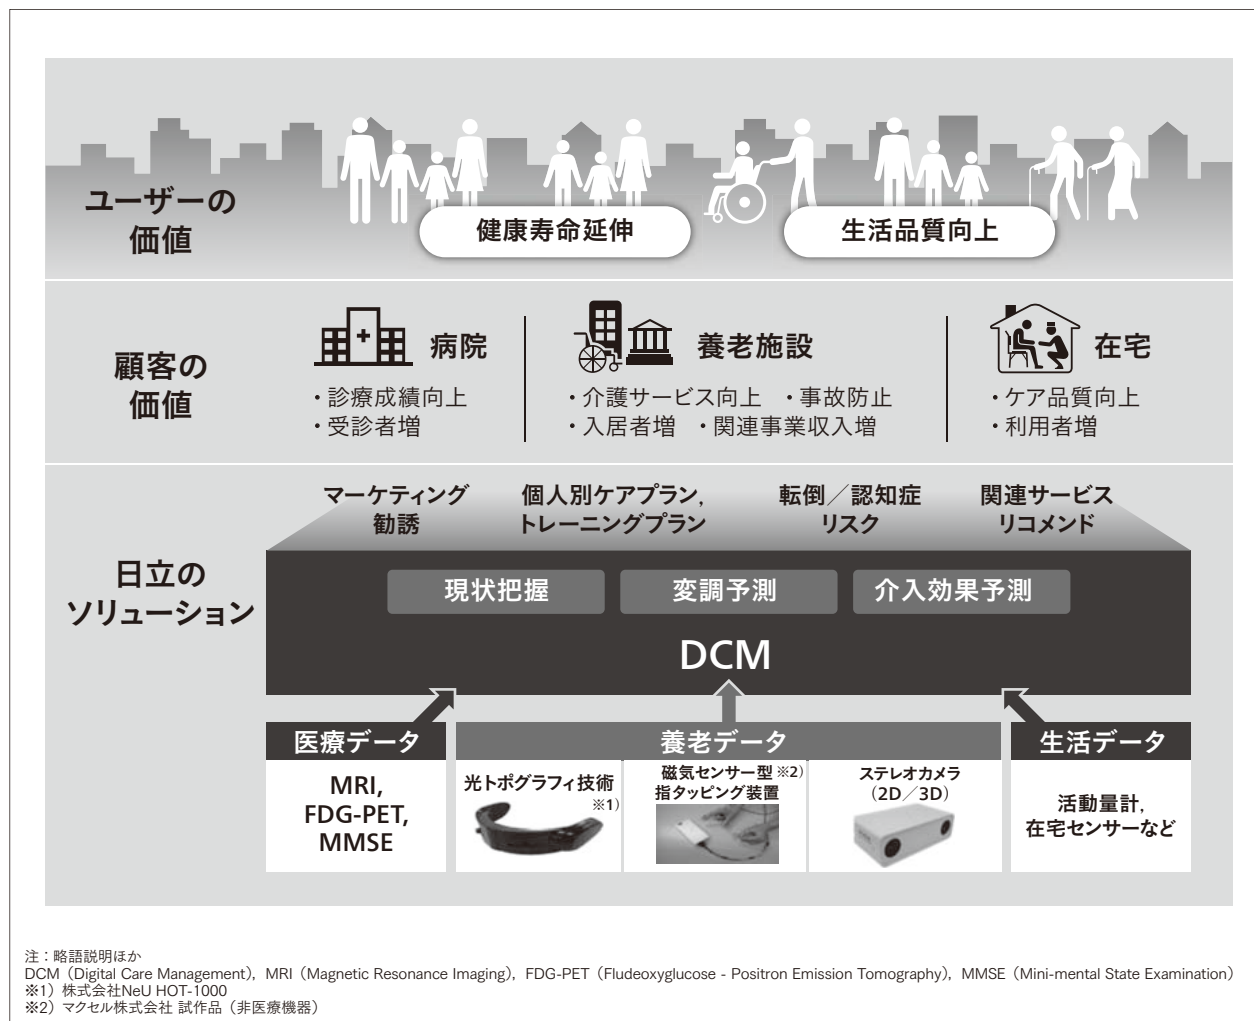 ユーザーの
価値
健康寿命延伸
生活品質向上
顧客の
価値
病院
・診療成績向上
・受診者増
養老施設
・介護サービス向上 ・事故防止
・入居者増 ・関連事業収入増
在宅
・ケア品質向上
・利用者増
日立の
ソリューション
マーケティング
勧誘
個人別ケアプラン,
トレーニングプラン
転倒／認知症
リスク
関連サービス
リコメンド
現状把握
変調予測
介入効果予測
DCM
医療データ
MRI,
FDG-PET,
MMSE
養老データ
光トポグラフィ技術
※1）
磁気センサー型 ※2）
指タッピング装置
ステレオカメラ
（2D／3D）
生活データ
活動量計,
在宅センサーなど
注：略語説明ほか
DCM（Digital Care Management），MRI（Magnetic Resonance Imaging），FDG-PET（Fludeoxyglucose - Positron Emission Tomography），MMSE（Mini-mental State Examination）
※1）株式会社NeU HOT-1000
※2）マクセル株式会社 試作品（非医療機器）